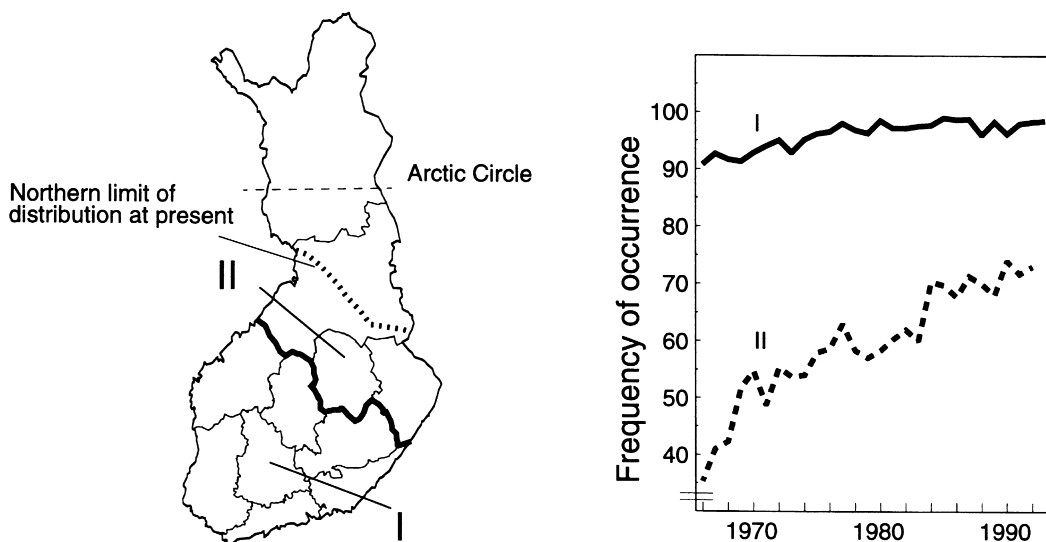 Arctic Circle
Northern limit of
distribution at present
II
I
Frequency of occurrence
100
90
80
70
60
50
40
I
II
1970
1980
1990